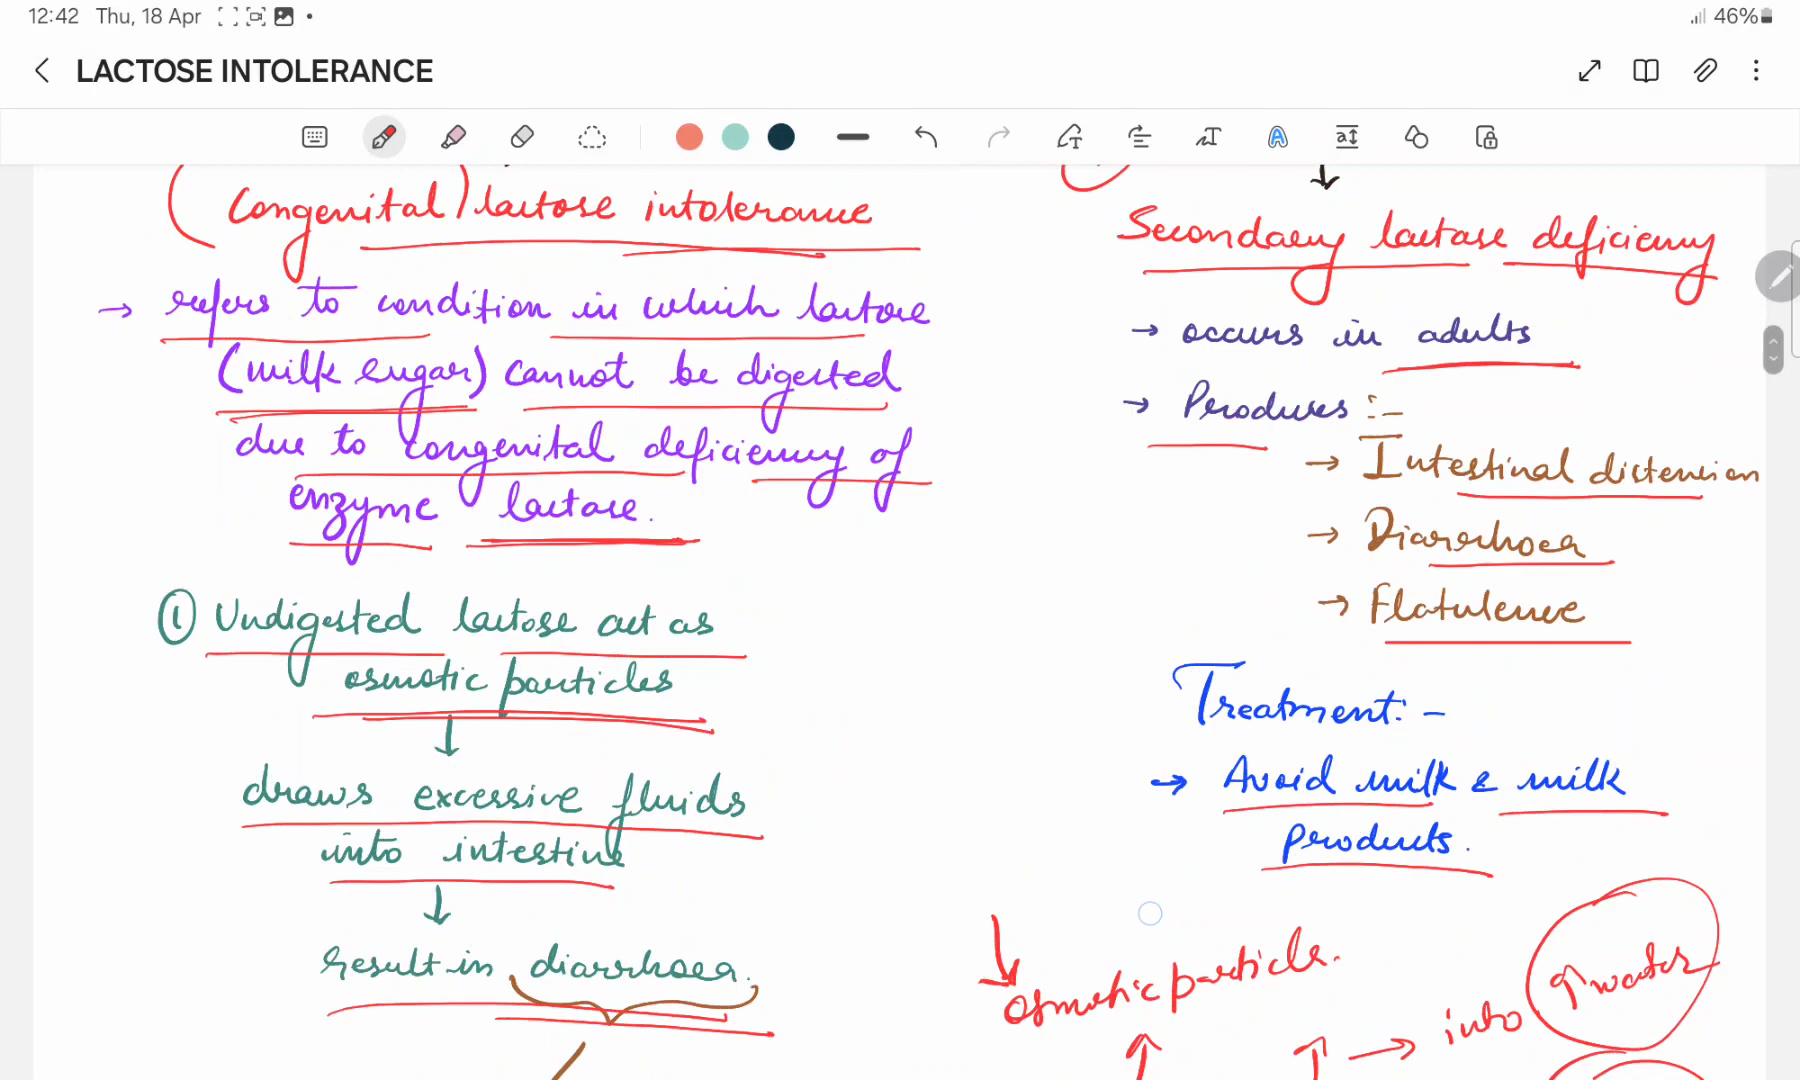 12:42 Thu, 18 Apr
46%
LACTOSE INTOLERANCE
(Congenital) lactose intolerance
→ refers to condition in which lactose
(milk sugar) cannot be digested
due to congenital deficiency of
enzyme lactase.
① Undigested lactose act as
osmotic particles
↓
draws excessive fluids
into intestine
↓
result in diarrhoea.
↓
Secondary lactase deficiency
→ occurs in adults
→ Produces :-
→ Intestinal distension
→ Diarrhoea
→ Flatulence
Treatment: -
→ Avoid milk & milk
products.
↓
osmotic particle.
↑ ↑ → into ↑water